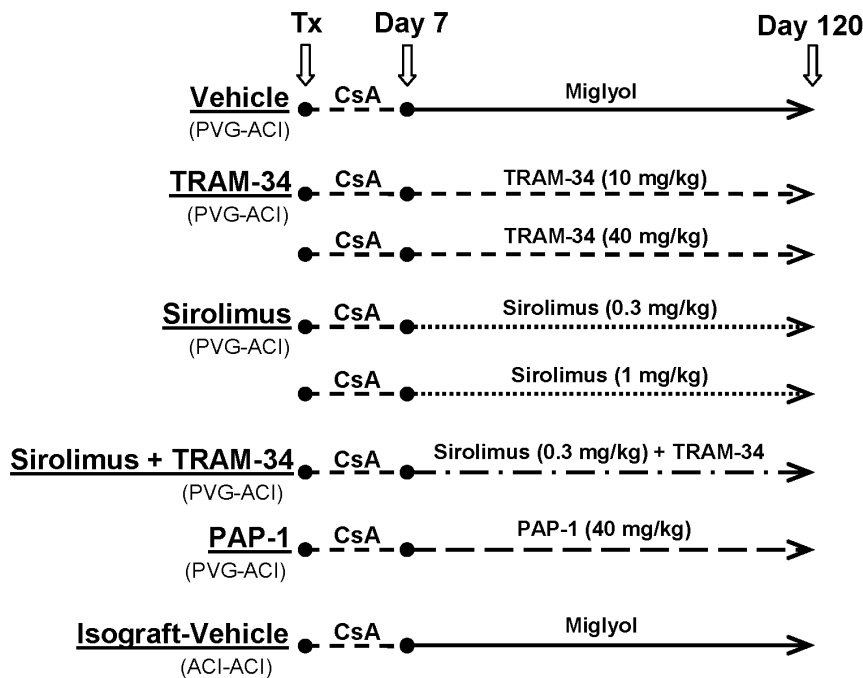 Tx Day 7 Day 120
Vehicle CsA Miglyol
(PVG-ACI)
TRAM-34 CsA TRAM-34 (10 mg/kg)
(PVG-ACI)
CsA TRAM-34 (40 mg/kg)
Sirolimus CsA Sirolimus (0.3 mg/kg)
(PVG-ACI)
CsA Sirolimus (1 mg/kg)
Sirolimus + TRAM-34 CsA Sirolimus (0.3 mg/kg) + TRAM-34
(PVG-ACI)
PAP-1 CsA PAP-1 (40 mg/kg)
(PVG-ACI)
Isograft-Vehicle CsA Miglyol
(ACI-ACI)